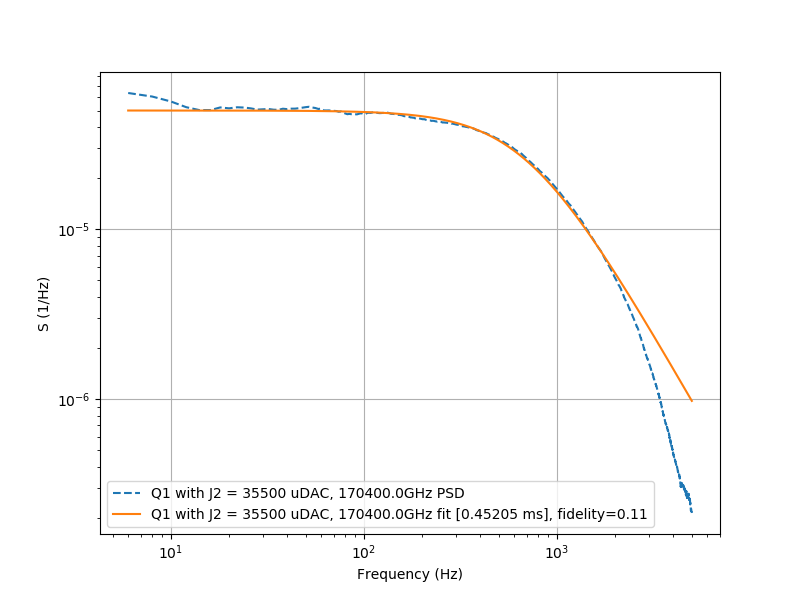 S (1/Hz)
10⁻⁵
10⁻⁶
Q1 with J2 = 35500 uDAC, 170400.0GHz PSD
Q1 with J2 = 35500 uDAC, 170400.0GHz fit [0.45205 ms], fidelity=0.11
10¹ 10² 10³
Frequency (Hz)